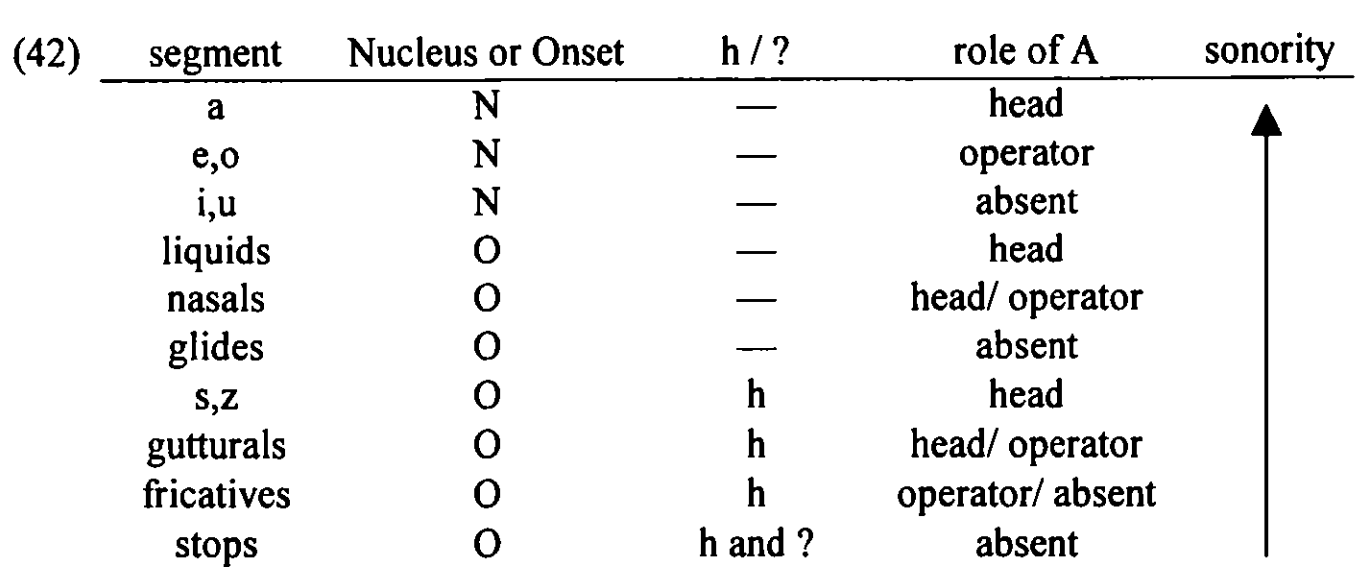 (42) segment Nucleus or Onset h / ? role of A sonority
a N — head
e,o N — operator
i,u N — absent
liquids O — head
nasals O — head/ operator
glides O — absent
s,z O h head
gutturals O h head/ operator
fricatives O h operator/ absent
stops O h and ? absent